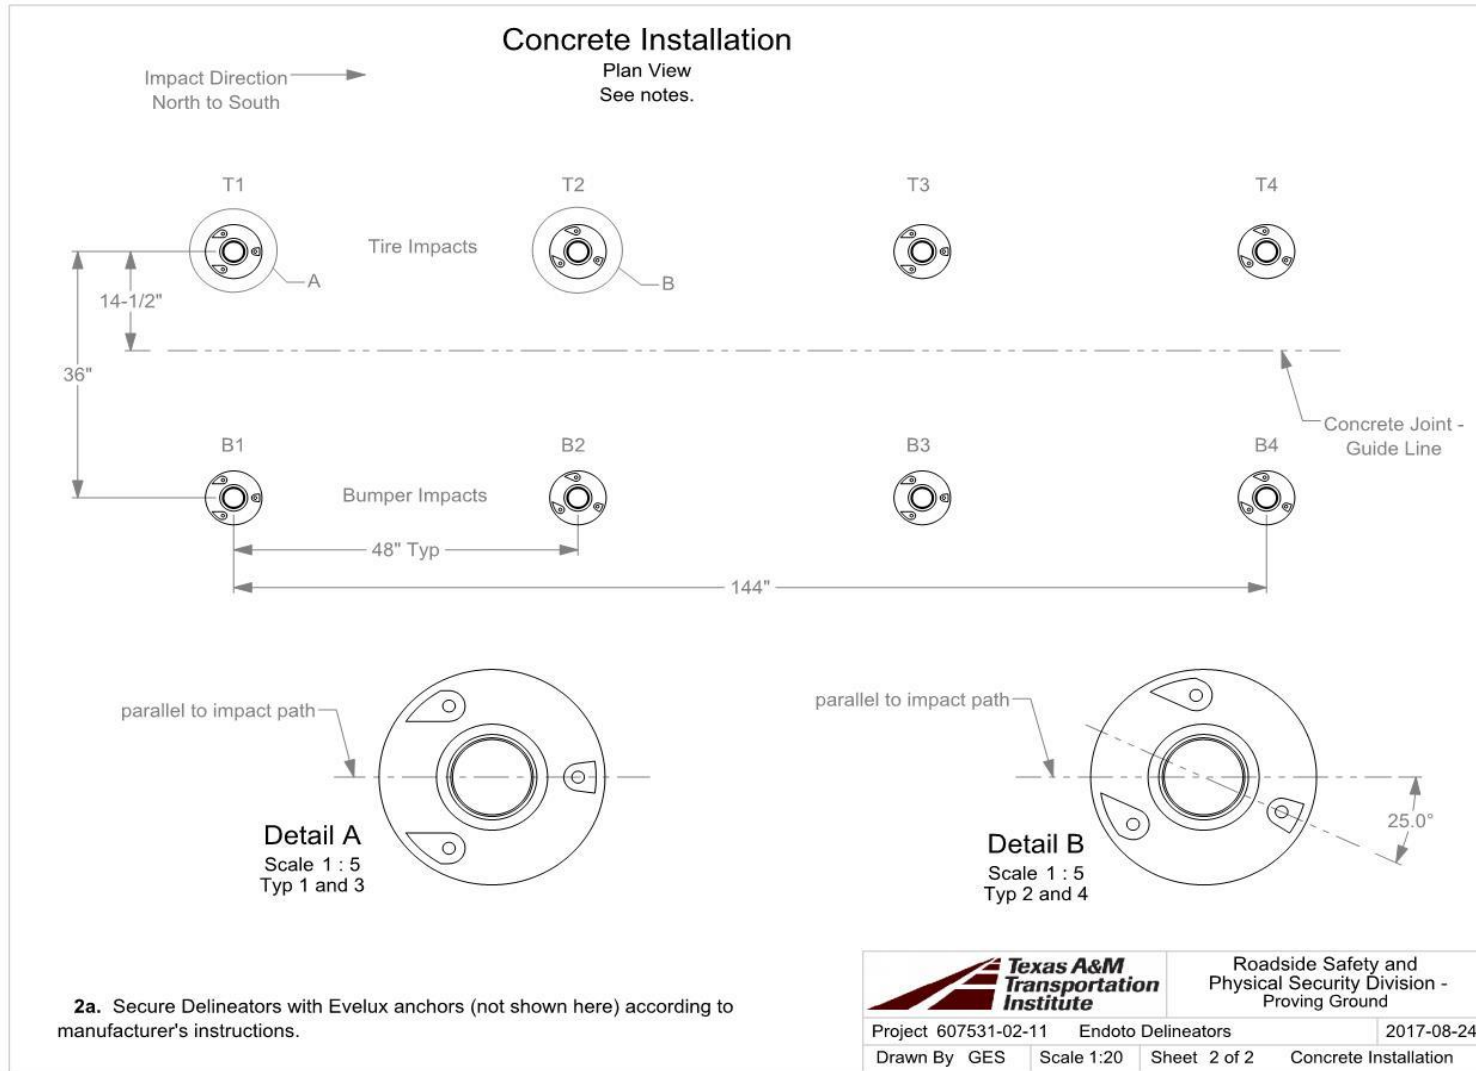 Concrete Installation
Plan View
See notes.
Impact Direction
North to South
T1
T2
T3
T4
Tire Impacts
A
B
14-1/2"
36"
Concrete Joint -
Guide Line
B1
B2
B3
B4
Bumper Impacts
48" Typ
144"
parallel to impact path
Detail A
Scale 1 : 5
Typ 1 and 3
parallel to impact path
25.0°
Detail B
Scale 1 : 5
Typ 2 and 4
2a. Secure Delineators with Evelux anchors (not shown here) according to
manufacturer's instructions.
Texas A&M
Transportation
Institute
Roadside Safety and
Physical Security Division -
Proving Ground
Project 607531-02-11 Endoto Delineators 2017-08-24
Drawn By GES Scale 1:20 Sheet 2 of 2 Concrete Installation